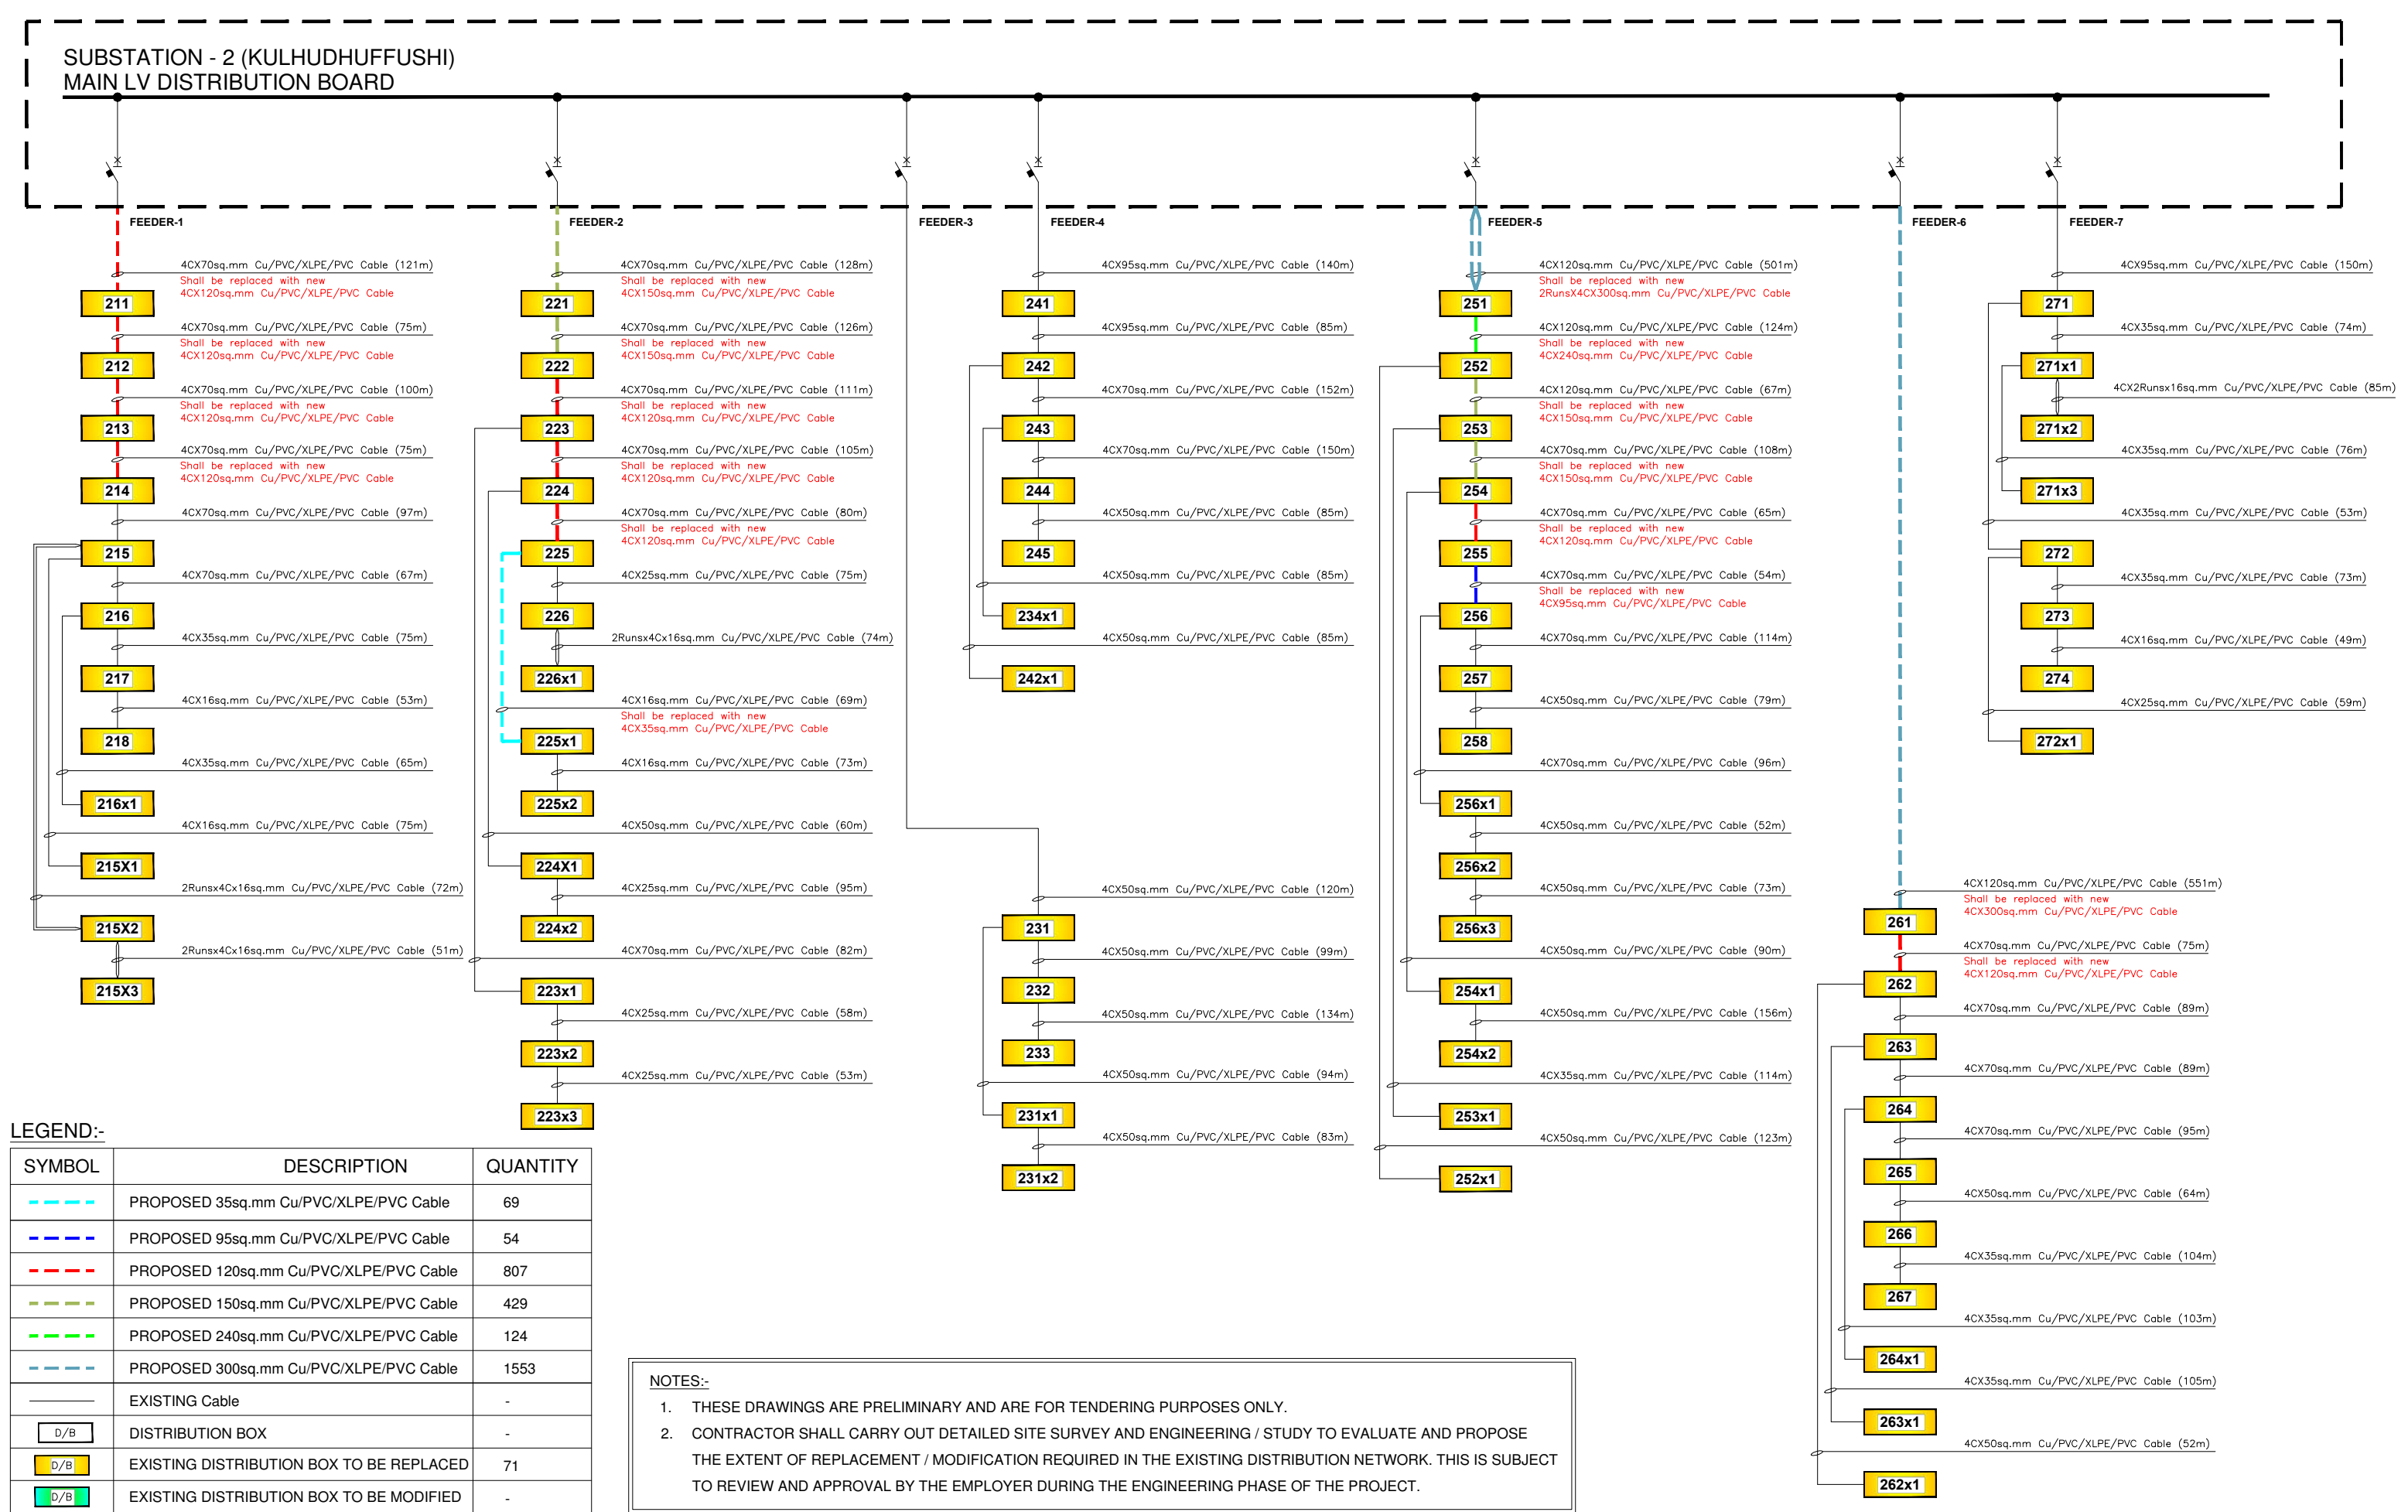 SUBSTATION - 2 (KULHUDHUFFUSHI)
MAIN LV DISTRIBUTION BOARD
FEEDER-1
FEEDER-2
FEEDER-3
FEEDER-4
FEEDER-5
FEEDER-6
FEEDER-7
4CX70sq.mm Cu/PVC/XLPE/PVC Cable (121m)
Shall be replaced with new
4CX120sq.mm Cu/PVC/XLPE/PVC Cable
211
4CX70sq.mm Cu/PVC/XLPE/PVC Cable (75m)
Shall be replaced with new
4CX120sq.mm Cu/PVC/XLPE/PVC Cable
212
4CX70sq.mm Cu/PVC/XLPE/PVC Cable (100m)
Shall be replaced with new
4CX120sq.mm Cu/PVC/XLPE/PVC Cable
213
4CX70sq.mm Cu/PVC/XLPE/PVC Cable (75m)
Shall be replaced with new
4CX120sq.mm Cu/PVC/XLPE/PVC Cable
214
4CX70sq.mm Cu/PVC/XLPE/PVC Cable (97m)
215
4CX70sq.mm Cu/PVC/XLPE/PVC Cable (67m)
216
4CX35sq.mm Cu/PVC/XLPE/PVC Cable (75m)
217
4CX16sq.mm Cu/PVC/XLPE/PVC Cable (53m)
218
4CX35sq.mm Cu/PVC/XLPE/PVC Cable (65m)
216x1
4CX16sq.mm Cu/PVC/XLPE/PVC Cable (75m)
215X1
2Runsx4Cx16sq.mm Cu/PVC/XLPE/PVC Cable (72m)
215X2
2Runsx4Cx16sq.mm Cu/PVC/XLPE/PVC Cable (51m)
215X3
4CX70sq.mm Cu/PVC/XLPE/PVC Cable (128m)
Shall be replaced with new
4CX150sq.mm Cu/PVC/XLPE/PVC Cable
221
4CX70sq.mm Cu/PVC/XLPE/PVC Cable (126m)
Shall be replaced with new
4CX150sq.mm Cu/PVC/XLPE/PVC Cable
222
4CX70sq.mm Cu/PVC/XLPE/PVC Cable (111m)
Shall be replaced with new
4CX120sq.mm Cu/PVC/XLPE/PVC Cable
223
4CX70sq.mm Cu/PVC/XLPE/PVC Cable (105m)
Shall be replaced with new
4CX120sq.mm Cu/PVC/XLPE/PVC Cable
224
4CX70sq.mm Cu/PVC/XLPE/PVC Cable (80m)
Shall be replaced with new
4CX120sq.mm Cu/PVC/XLPE/PVC Cable
225
4CX25sq.mm Cu/PVC/XLPE/PVC Cable (75m)
226
2Runsx4Cx16sq.mm Cu/PVC/XLPE/PVC Cable (74m)
226x1
4CX16sq.mm Cu/PVC/XLPE/PVC Cable (69m)
Shall be replaced with new
4CX35sq.mm Cu/PVC/XLPE/PVC Cable
225x1
4CX16sq.mm Cu/PVC/XLPE/PVC Cable (73m)
225x2
4CX50sq.mm Cu/PVC/XLPE/PVC Cable (60m)
224X1
4CX25sq.mm Cu/PVC/XLPE/PVC Cable (95m)
224x2
4CX70sq.mm Cu/PVC/XLPE/PVC Cable (82m)
223x1
4CX25sq.mm Cu/PVC/XLPE/PVC Cable (58m)
223x2
4CX25sq.mm Cu/PVC/XLPE/PVC Cable (53m)
223x3
4CX95sq.mm Cu/PVC/XLPE/PVC Cable (140m)
241
4CX95sq.mm Cu/PVC/XLPE/PVC Cable (85m)
242
4CX70sq.mm Cu/PVC/XLPE/PVC Cable (152m)
243
4CX70sq.mm Cu/PVC/XLPE/PVC Cable (150m)
244
4CX50sq.mm Cu/PVC/XLPE/PVC Cable (85m)
245
4CX50sq.mm Cu/PVC/XLPE/PVC Cable (85m)
234x1
4CX50sq.mm Cu/PVC/XLPE/PVC Cable (85m)
242x1
4CX50sq.mm Cu/PVC/XLPE/PVC Cable (120m)
231
4CX50sq.mm Cu/PVC/XLPE/PVC Cable (99m)
232
4CX50sq.mm Cu/PVC/XLPE/PVC Cable (134m)
233
4CX50sq.mm Cu/PVC/XLPE/PVC Cable (94m)
231x1
4CX50sq.mm Cu/PVC/XLPE/PVC Cable (83m)
231x2
4CX120sq.mm Cu/PVC/XLPE/PVC Cable (501m)
Shall be replaced with new
2RunsX4CX300sq.mm Cu/PVC/XLPE/PVC Cable
251
4CX120sq.mm Cu/PVC/XLPE/PVC Cable (124m)
Shall be replaced with new
4CX240sq.mm Cu/PVC/XLPE/PVC Cable
252
4CX120sq.mm Cu/PVC/XLPE/PVC Cable (67m)
Shall be replaced with new
4CX150sq.mm Cu/PVC/XLPE/PVC Cable
253
4CX70sq.mm Cu/PVC/XLPE/PVC Cable (108m)
Shall be replaced with new
4CX150sq.mm Cu/PVC/XLPE/PVC Cable
254
4CX70sq.mm Cu/PVC/XLPE/PVC Cable (65m)
Shall be replaced with new
4CX120sq.mm Cu/PVC/XLPE/PVC Cable
255
4CX70sq.mm Cu/PVC/XLPE/PVC Cable (54m)
Shall be replaced with new
4CX95sq.mm Cu/PVC/XLPE/PVC Cable
256
4CX70sq.mm Cu/PVC/XLPE/PVC Cable (114m)
257
4CX50sq.mm Cu/PVC/XLPE/PVC Cable (79m)
258
4CX70sq.mm Cu/PVC/XLPE/PVC Cable (96m)
256x1
4CX50sq.mm Cu/PVC/XLPE/PVC Cable (52m)
256x2
4CX50sq.mm Cu/PVC/XLPE/PVC Cable (73m)
256x3
4CX50sq.mm Cu/PVC/XLPE/PVC Cable (90m)
254x1
4CX50sq.mm Cu/PVC/XLPE/PVC Cable (156m)
254x2
4CX35sq.mm Cu/PVC/XLPE/PVC Cable (114m)
253x1
4CX50sq.mm Cu/PVC/XLPE/PVC Cable (123m)
252x1
4CX120sq.mm Cu/PVC/XLPE/PVC Cable (551m)
Shall be replaced with new
4CX300sq.mm Cu/PVC/XLPE/PVC Cable
261
4CX70sq.mm Cu/PVC/XLPE/PVC Cable (75m)
Shall be replaced with new
4CX120sq.mm Cu/PVC/XLPE/PVC Cable
262
4CX70sq.mm Cu/PVC/XLPE/PVC Cable (89m)
263
4CX70sq.mm Cu/PVC/XLPE/PVC Cable (89m)
264
4CX70sq.mm Cu/PVC/XLPE/PVC Cable (95m)
265
4CX50sq.mm Cu/PVC/XLPE/PVC Cable (64m)
266
4CX35sq.mm Cu/PVC/XLPE/PVC Cable (104m)
267
4CX35sq.mm Cu/PVC/XLPE/PVC Cable (103m)
264x1
4CX35sq.mm Cu/PVC/XLPE/PVC Cable (105m)
263x1
4CX50sq.mm Cu/PVC/XLPE/PVC Cable (52m)
262x1
4CX95sq.mm Cu/PVC/XLPE/PVC Cable (150m)
271
4CX35sq.mm Cu/PVC/XLPE/PVC Cable (74m)
271x1
4CX2Runsx16sq.mm Cu/PVC/XLPE/PVC Cable (85m)
271x2
4CX35sq.mm Cu/PVC/XLPE/PVC Cable (76m)
271x3
4CX35sq.mm Cu/PVC/XLPE/PVC Cable (53m)
272
4CX35sq.mm Cu/PVC/XLPE/PVC Cable (73m)
273
4CX16sq.mm Cu/PVC/XLPE/PVC Cable (49m)
274
4CX25sq.mm Cu/PVC/XLPE/PVC Cable (59m)
272x1
LEGEND:-
SYMBOL DESCRIPTION QUANTITY
PROPOSED 35sq.mm Cu/PVC/XLPE/PVC Cable 69
PROPOSED 95sq.mm Cu/PVC/XLPE/PVC Cable 54
PROPOSED 120sq.mm Cu/PVC/XLPE/PVC Cable 807
PROPOSED 150sq.mm Cu/PVC/XLPE/PVC Cable 429
PROPOSED 240sq.mm Cu/PVC/XLPE/PVC Cable 124
PROPOSED 300sq.mm Cu/PVC/XLPE/PVC Cable 1553
EXISTING Cable -
D/B DISTRIBUTION BOX -
D/B EXISTING DISTRIBUTION BOX TO BE REPLACED 71
D/B EXISTING DISTRIBUTION BOX TO BE MODIFIED -
NOTES:-
1. THESE DRAWINGS ARE PRELIMINARY AND ARE FOR TENDERING PURPOSES ONLY.
2. CONTRACTOR SHALL CARRY OUT DETAILED SITE SURVEY AND ENGINEERING / STUDY TO EVALUATE AND PROPOSE
THE EXTENT OF REPLACEMENT / MODIFICATION REQUIRED IN THE EXISTING DISTRIBUTION NETWORK. THIS IS SUBJECT
TO REVIEW AND APPROVAL BY THE EMPLOYER DURING THE ENGINEERING PHASE OF THE PROJECT.